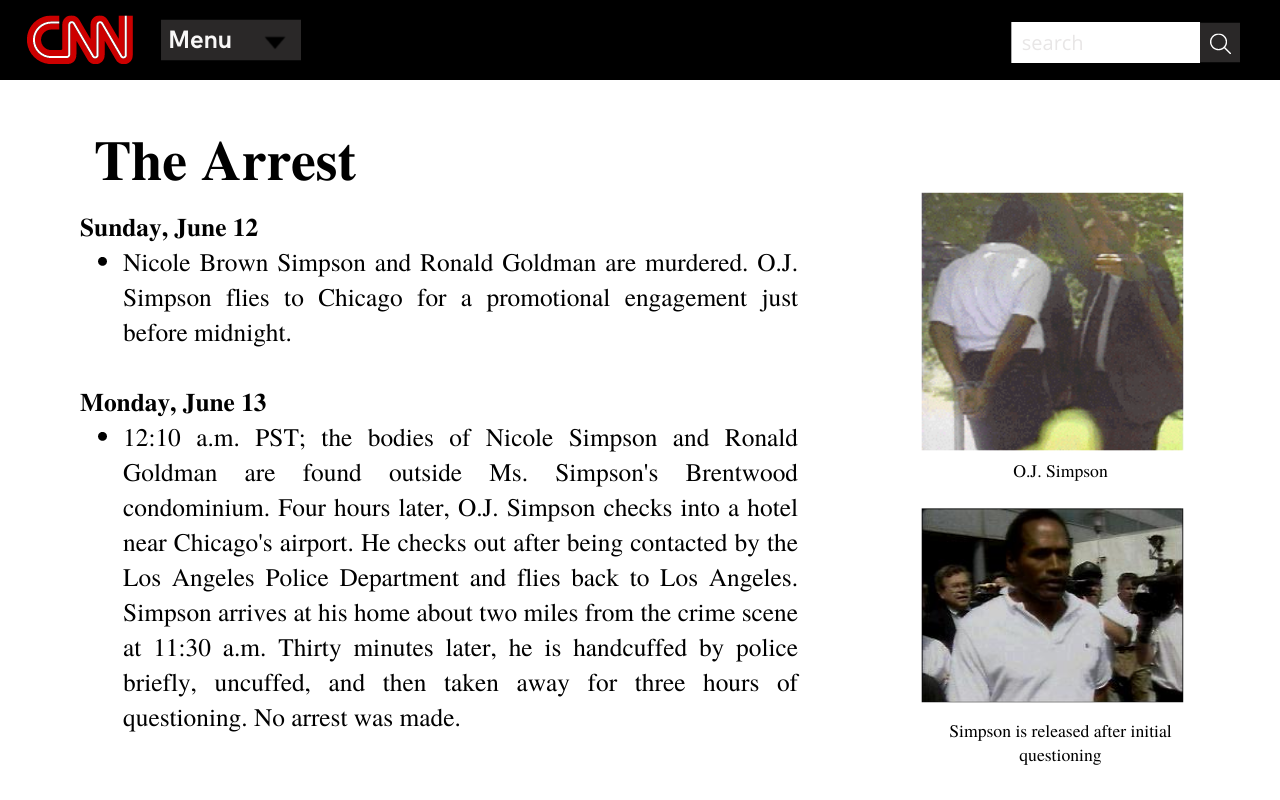 CNN
Menu
search
The Arrest
Sunday, June 12
• Nicole Brown Simpson and Ronald Goldman are murdered. O.J.
Simpson flies to Chicago for a promotional engagement just
before midnight.
Monday, June 13
• 12:10 a.m. PST; the bodies of Nicole Simpson and Ronald
Goldman are found outside Ms. Simpson's Brentwood
condominium. Four hours later, O.J. Simpson checks into a hotel
near Chicago's airport. He checks out after being contacted by the
Los Angeles Police Department and flies back to Los Angeles.
Simpson arrives at his home about two miles from the crime scene
at 11:30 a.m. Thirty minutes later, he is handcuffed by police
briefly, uncuffed, and then taken away for three hours of
questioning. No arrest was made.
O.J. Simpson
Simpson is released after initial
questioning